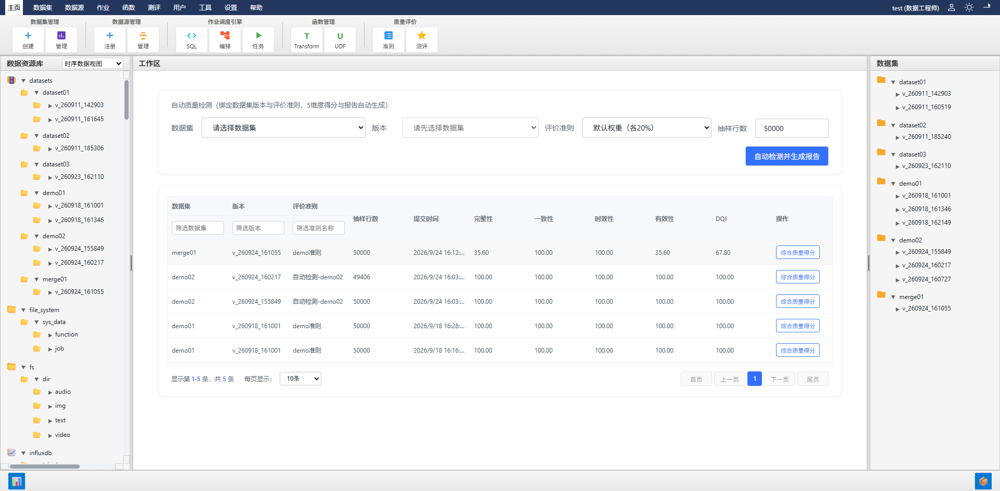 主页 数据集 数据源 作业 函数 测评 用户 工具 设置 帮助 test (数据工程师)
数据集管理 数据源管理 作业调度引擎 函数管理 质量评价
创建 管理 注册 管理 SQL 编排 任务 T Transform U UDF 准则 测评
数据资源库 时序数据视图
datasets
dataset01
v_260911_142903
v_260911_161645
dataset02
v_260911_185306
dataset03
v_260923_162110
demo01
v_260918_161001
v_260918_161346
demo02
v_260924_155849
v_260924_160217
merge01
v_260924_161055
file_system
sys_data
function
job
fs
dir
audio
img
text
video
influxdb
工作区
自动质量检测（绑定数据集版本与评价准则，5维度得分与报告自动生成）
数据集 请选择数据集 版本 请先选择数据集 评价准则 默认权重（各20%） 抽样行数 50000
自动检测并生成报告
数据集 版本 评价准则 抽样行数 提交时间 完整性 一致性 时效性 有效性 DQI 操作
筛选数据集 筛选版本 筛选准则名称
merge01 v_260924_161055 demo准则 50000 2026/9/24 16:12:... 35.60 100.00 100.00 35.60 67.80 综合质量得分
demo02 v_260924_160217 自动检测-demo02 49406 2026/9/24 16:03:... 100.00 100.00 100.00 100.00 100.00 综合质量得分
demo02 v_260924_155849 自动检测-demo02 50000 2026/9/24 16:03:... 100.00 100.00 100.00 100.00 100.00 综合质量得分
demo01 v_260918_161001 demo准则 50000 2026/9/18 16:28:... 100.00 100.00 100.00 100.00 100.00 综合质量得分
demo01 v_260918_161001 demo准则 50000 2026/9/18 16:16:... 100.00 100.00 100.00 100.00 100.00 综合质量得分
显示第 1-5 条，共 5 条 每页显示： 10条 首页 上一页 1 下一页 尾页
数据集
dataset01
v_260911_142903
v_260911_160519
dataset02
v_260911_185240
dataset03
v_260923_162110
demo01
v_260918_161001
v_260918_161346
v_260918_162149
demo02
v_260924_155849
v_260924_160217
v_260924_160727
merge01
v_260924_161055